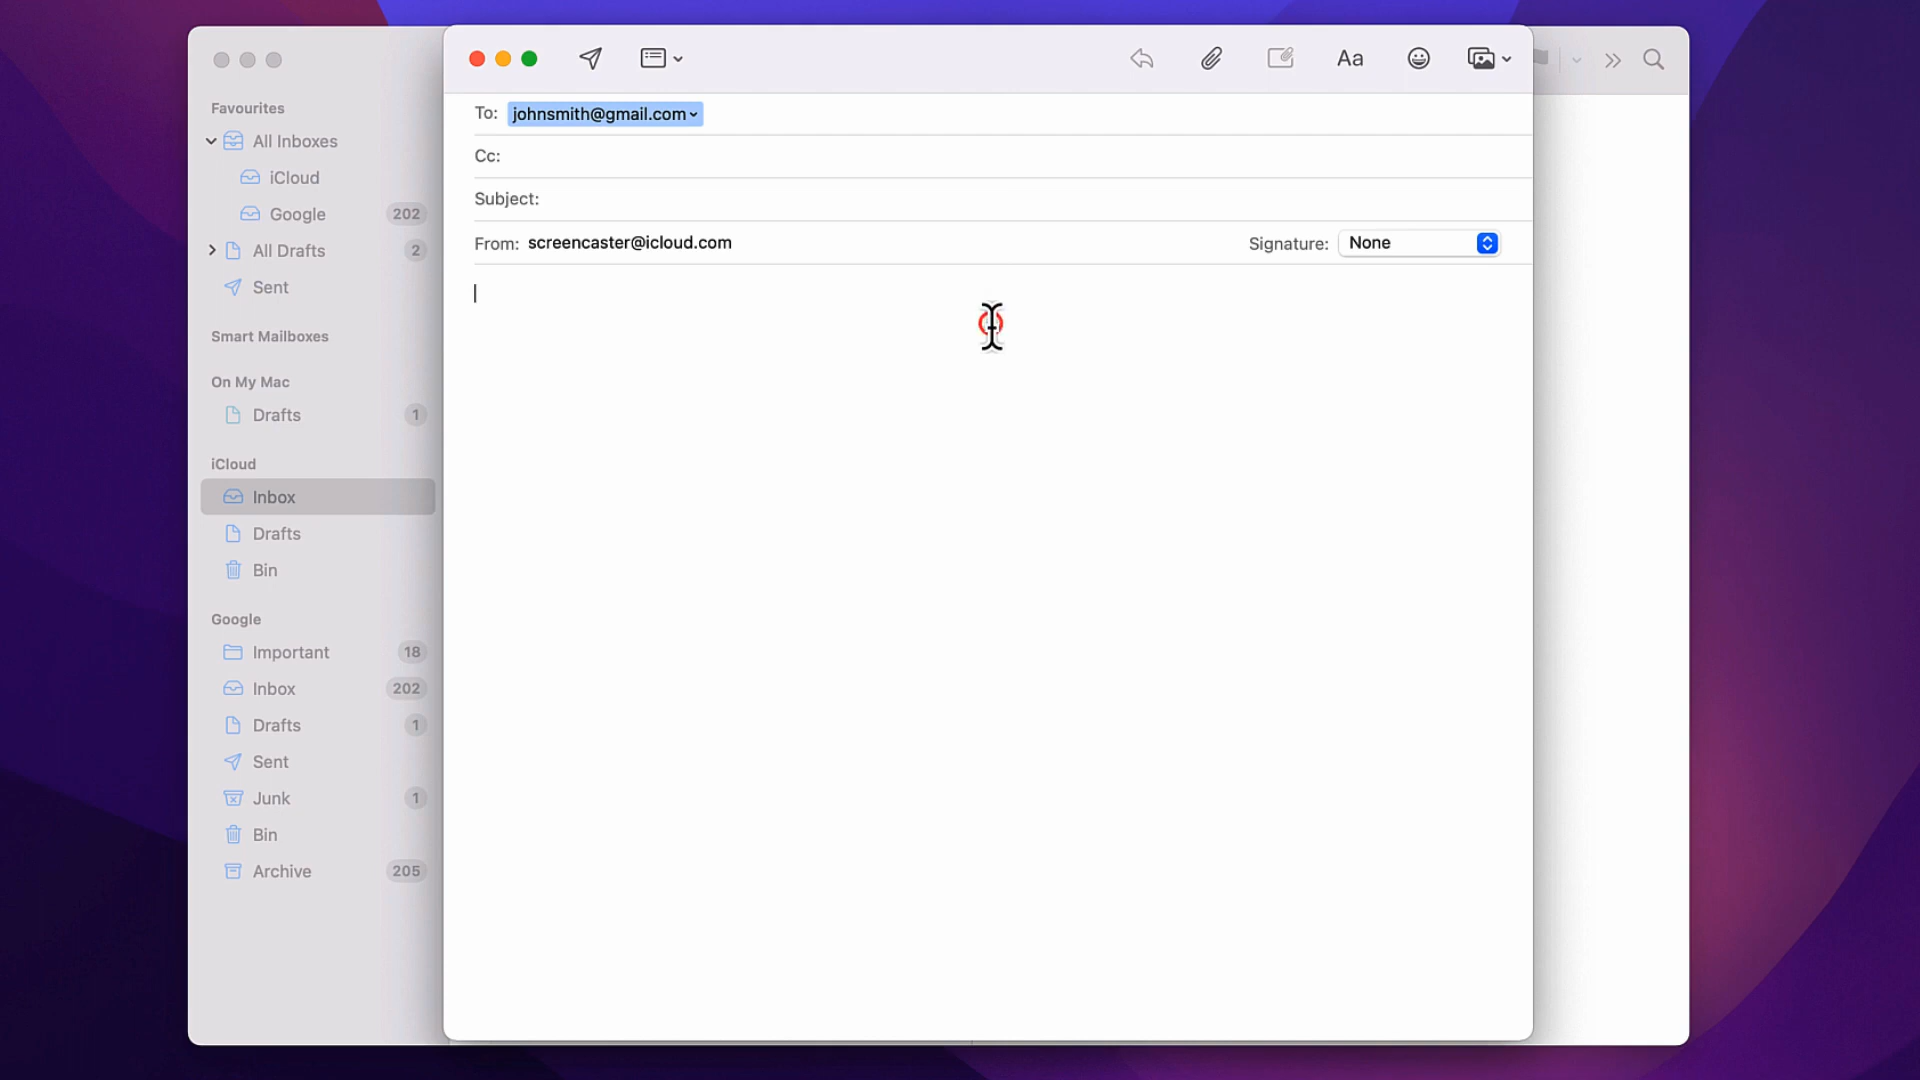 Favourites
All Inboxes
iCloud
Google 202
All Drafts 2
Sent
Smart Mailboxes
On My Mac
Drafts 1
iCloud
Inbox
Drafts
Bin
Google
Important 18
Inbox 202
Drafts 1
Sent
Junk 1
Bin
Archive 205
Aa
To: johnsmith@gmail.com
Cc:
Subject:
From: screencaster@icloud.com Signature: None